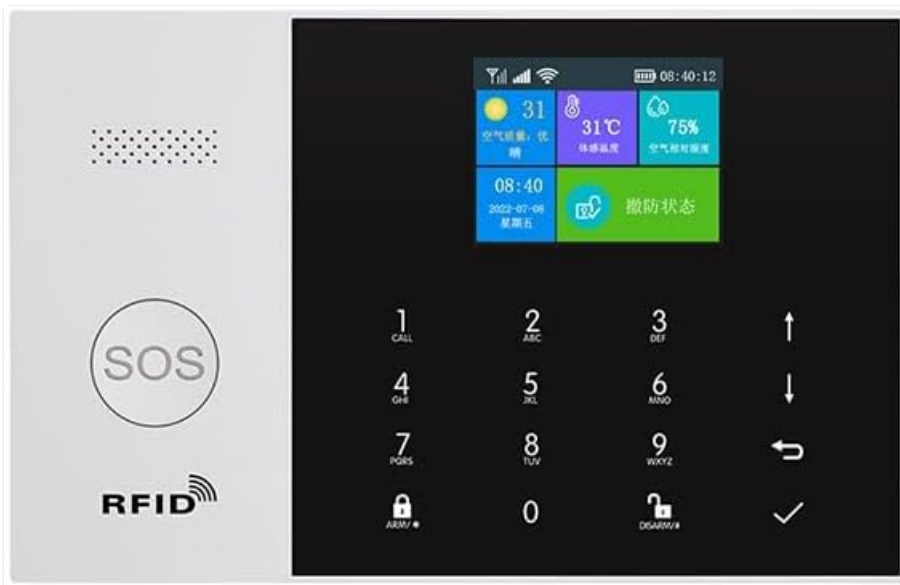 08:40:12
31
空气质量：优
晴
31℃
体感温度
75%
空气相对湿度
08:40
2022-07-08
星期五
撤防状态
SOS
RFID
1
CALL
2
ABC
3
DEF
4
GHI
5
JKL
6
MNO
7
PQRS
8
TUV
9
WXYZ
ARM/*
0
DISARM/#